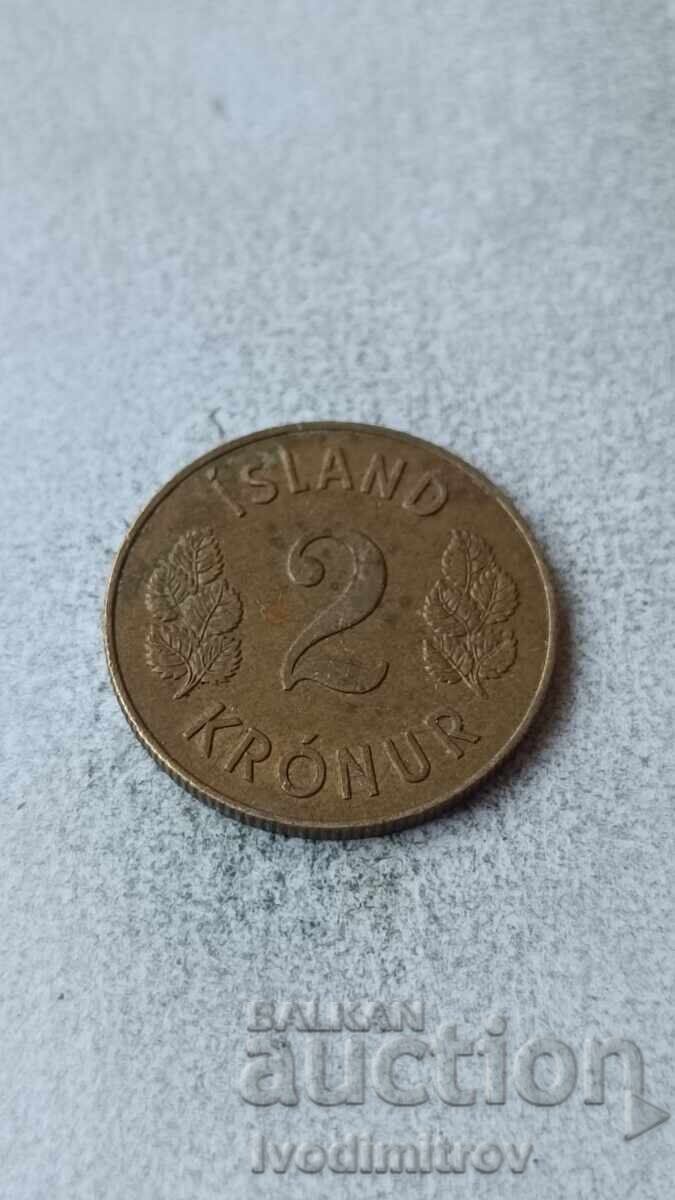 ÍSLAND
2
KRÓNUR
BALKAN
auction
Ivodimitrov